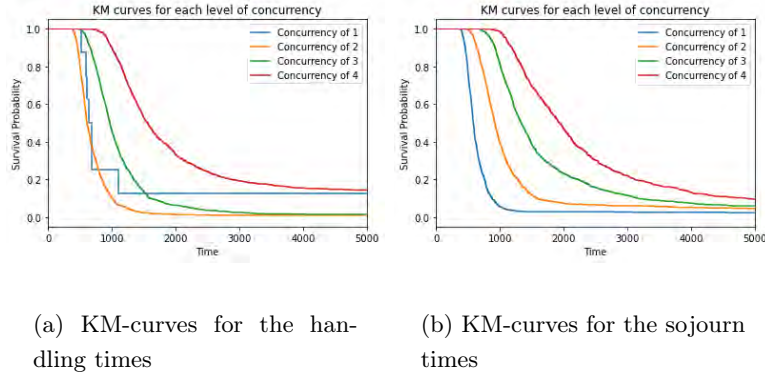 KM curves for each level of concurrency
Survival Probability
1.0
0.8
0.6
0.4
0.2
0.0
Concurrency of 1
Concurrency of 2
Concurrency of 3
Concurrency of 4
0
1000
2000
3000
4000
5000
Time
KM curves for each level of concurrency
Survival Probability
1.0
0.8
0.6
0.4
0.2
0.0
Concurrency of 1
Concurrency of 2
Concurrency of 3
Concurrency of 4
0
1000
2000
3000
4000
5000
Time
(a) KM-curves for the han-
dling times
(b) KM-curves for the sojourn
times